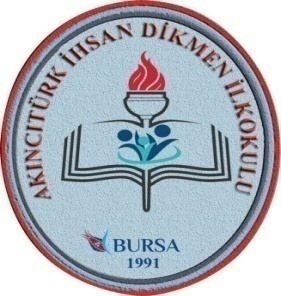 AKINCITÜRK İHSAN DİKMEN İLKOKULU
BURSA
1991